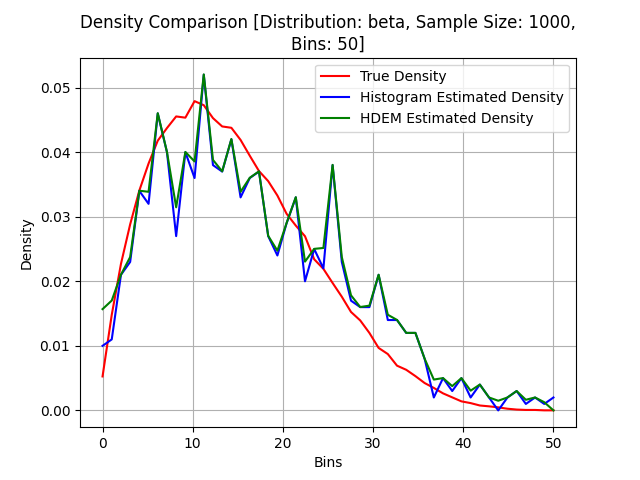 Density Comparison [Distribution: beta, Sample Size: 1000,
Bins: 50]
True Density
Histogram Estimated Density
HDEM Estimated Density
Density
0.05
0.04
0.03
0.02
0.01
0.00
0 10 20 30 40 50
Bins